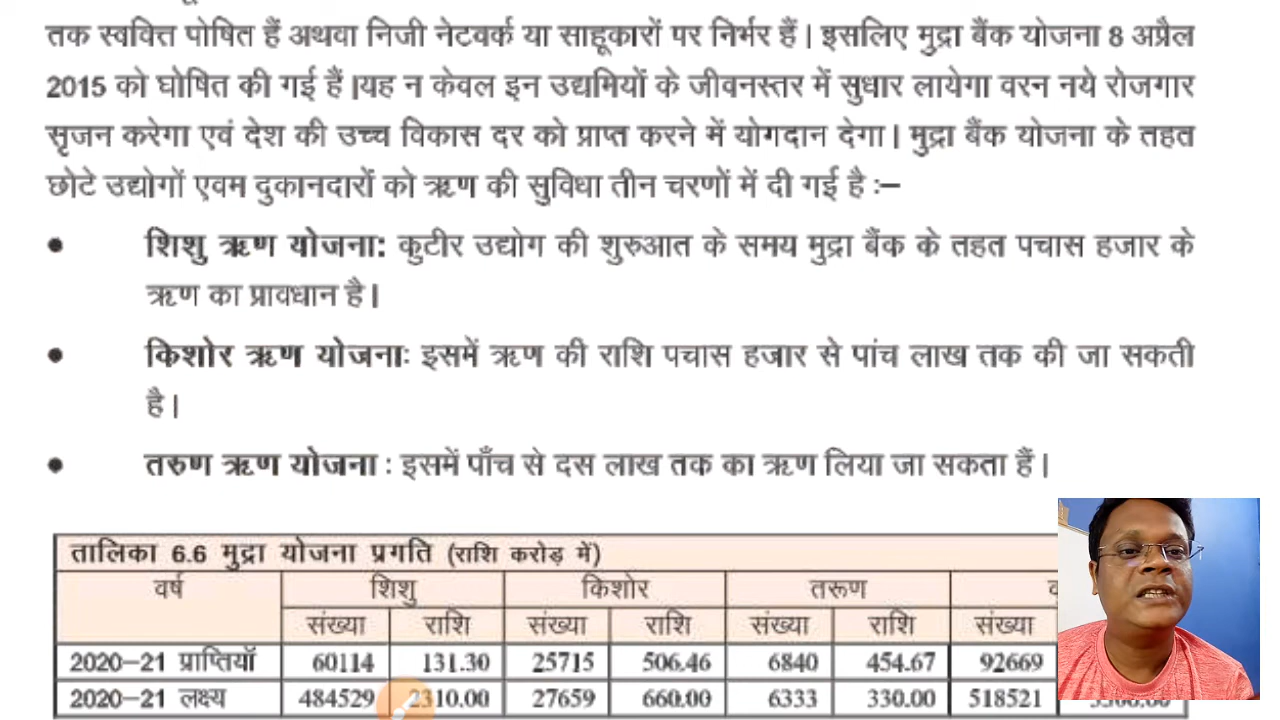 तक स्ववित्त पोषित हैं अथवा निजी नेटवर्क या साहूकारों पर निर्भर हैं | इसलिए मुद्रा बैंक योजना 8 अप्रैल
2015 को घोषित की गई हैं |यह न केवल इन उद्यमियों के जीवनस्तर में सुधार लायेगा वरन नये रोजगार
सृजन करेगा एवं देश की उच्च विकास दर को प्राप्त करने में योगदान देगा | मुद्रा बैंक योजना के तहत
छोटे उद्योगों एवम दुकानदारों को ऋण की सुविधा तीन चरणों में दी गई है :–
• शिशु ऋण योजना: कुटीर उद्योग की शुरुआत के समय मुद्रा बैंक के तहत पचास हजार के
ऋण का प्रावधान है |
• किशोर ऋण योजना: इसमें ऋण की राशि पचास हजार से पांच लाख तक की जा सकती
है |
• तरुण ऋण योजना : इसमें पाँच से दस लाख तक का ऋण लिया जा सकता हैं |
तालिका 6.6 मुद्रा योजना प्रगति (राशि करोड़ में)
वर्ष शिशु किशोर तरूण
संख्या राशि संख्या राशि संख्या राशि संख्या
2020–21 प्राप्तियाँ 60114 131.30 25715 506.46 6840 454.67 92669
2020–21 लक्ष्य 484529 2310.00 27659 660.00 6333 330.00 518521